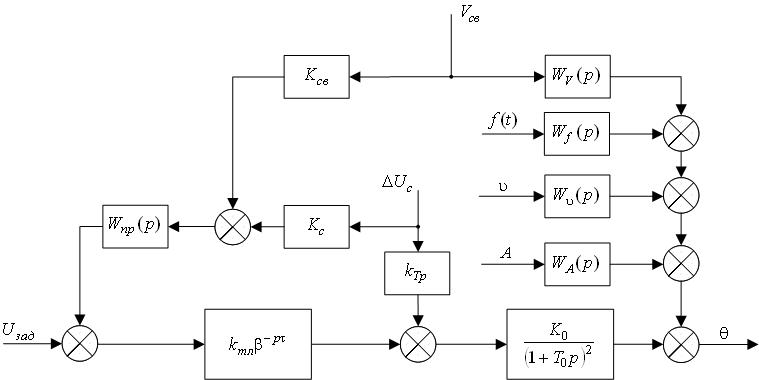 V_св
K_св
W_V(p)
f(t)
W_f(p)
ΔU_c
υ
W_υ(p)
W_пр(p)
K_c
A
W_A(p)
k_Тр
U_зад
k_тл β^{−pτ}
K_0
(1+T_0 p)^2
θ